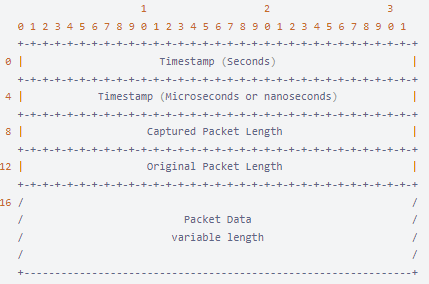 1                   2                   3
    0 1 2 3 4 5 6 7 8 9 0 1 2 3 4 5 6 7 8 9 0 1 2 3 4 5 6 7 8 9 0 1
   +-+-+-+-+-+-+-+-+-+-+-+-+-+-+-+-+-+-+-+-+-+-+-+-+-+-+-+-+-+-+-+-+
 0 |                      Timestamp (Seconds)                      |
   +-+-+-+-+-+-+-+-+-+-+-+-+-+-+-+-+-+-+-+-+-+-+-+-+-+-+-+-+-+-+-+-+
 4 |            Timestamp (Microseconds or nanoseconds)            |
   +-+-+-+-+-+-+-+-+-+-+-+-+-+-+-+-+-+-+-+-+-+-+-+-+-+-+-+-+-+-+-+-+
 8 |                    Captured Packet Length                     |
   +-+-+-+-+-+-+-+-+-+-+-+-+-+-+-+-+-+-+-+-+-+-+-+-+-+-+-+-+-+-+-+-+
12 |                    Original Packet Length                     |
   +-+-+-+-+-+-+-+-+-+-+-+-+-+-+-+-+-+-+-+-+-+-+-+-+-+-+-+-+-+-+-+-+
16 /                                                               /
   /                          Packet Data                          /
   /                        variable length                        /
   /                                                               /
   +---------------------------------------------------------------+